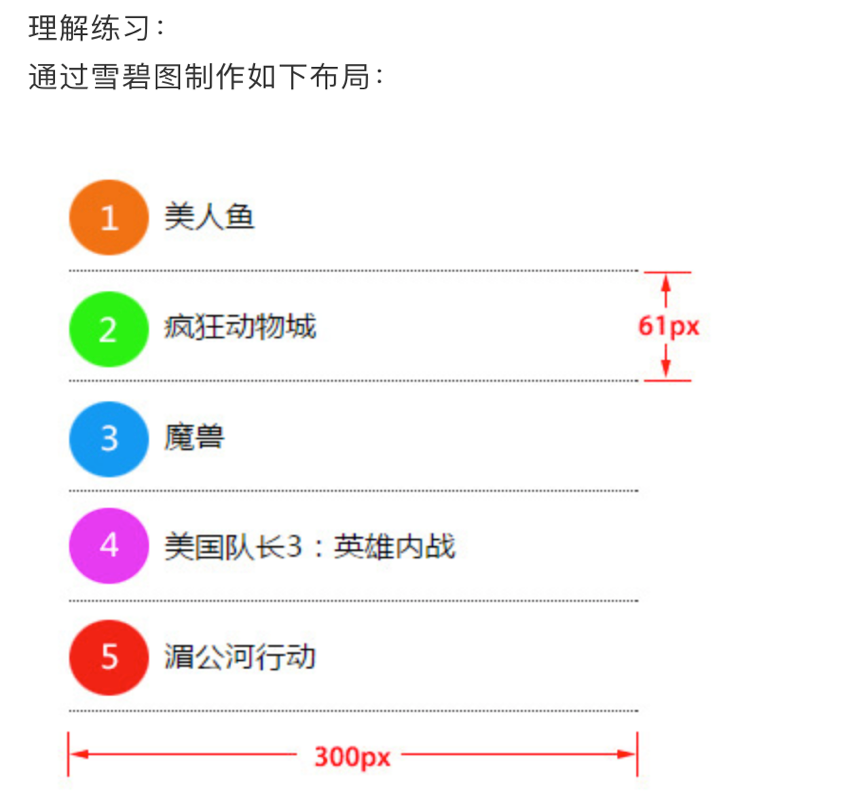 理解练习：
通过雪碧图制作如下布局：
1 美人鱼
2 疯狂动物城
61px
3 魔兽
4 美国队长3：英雄内战
5 湄公河行动
300px